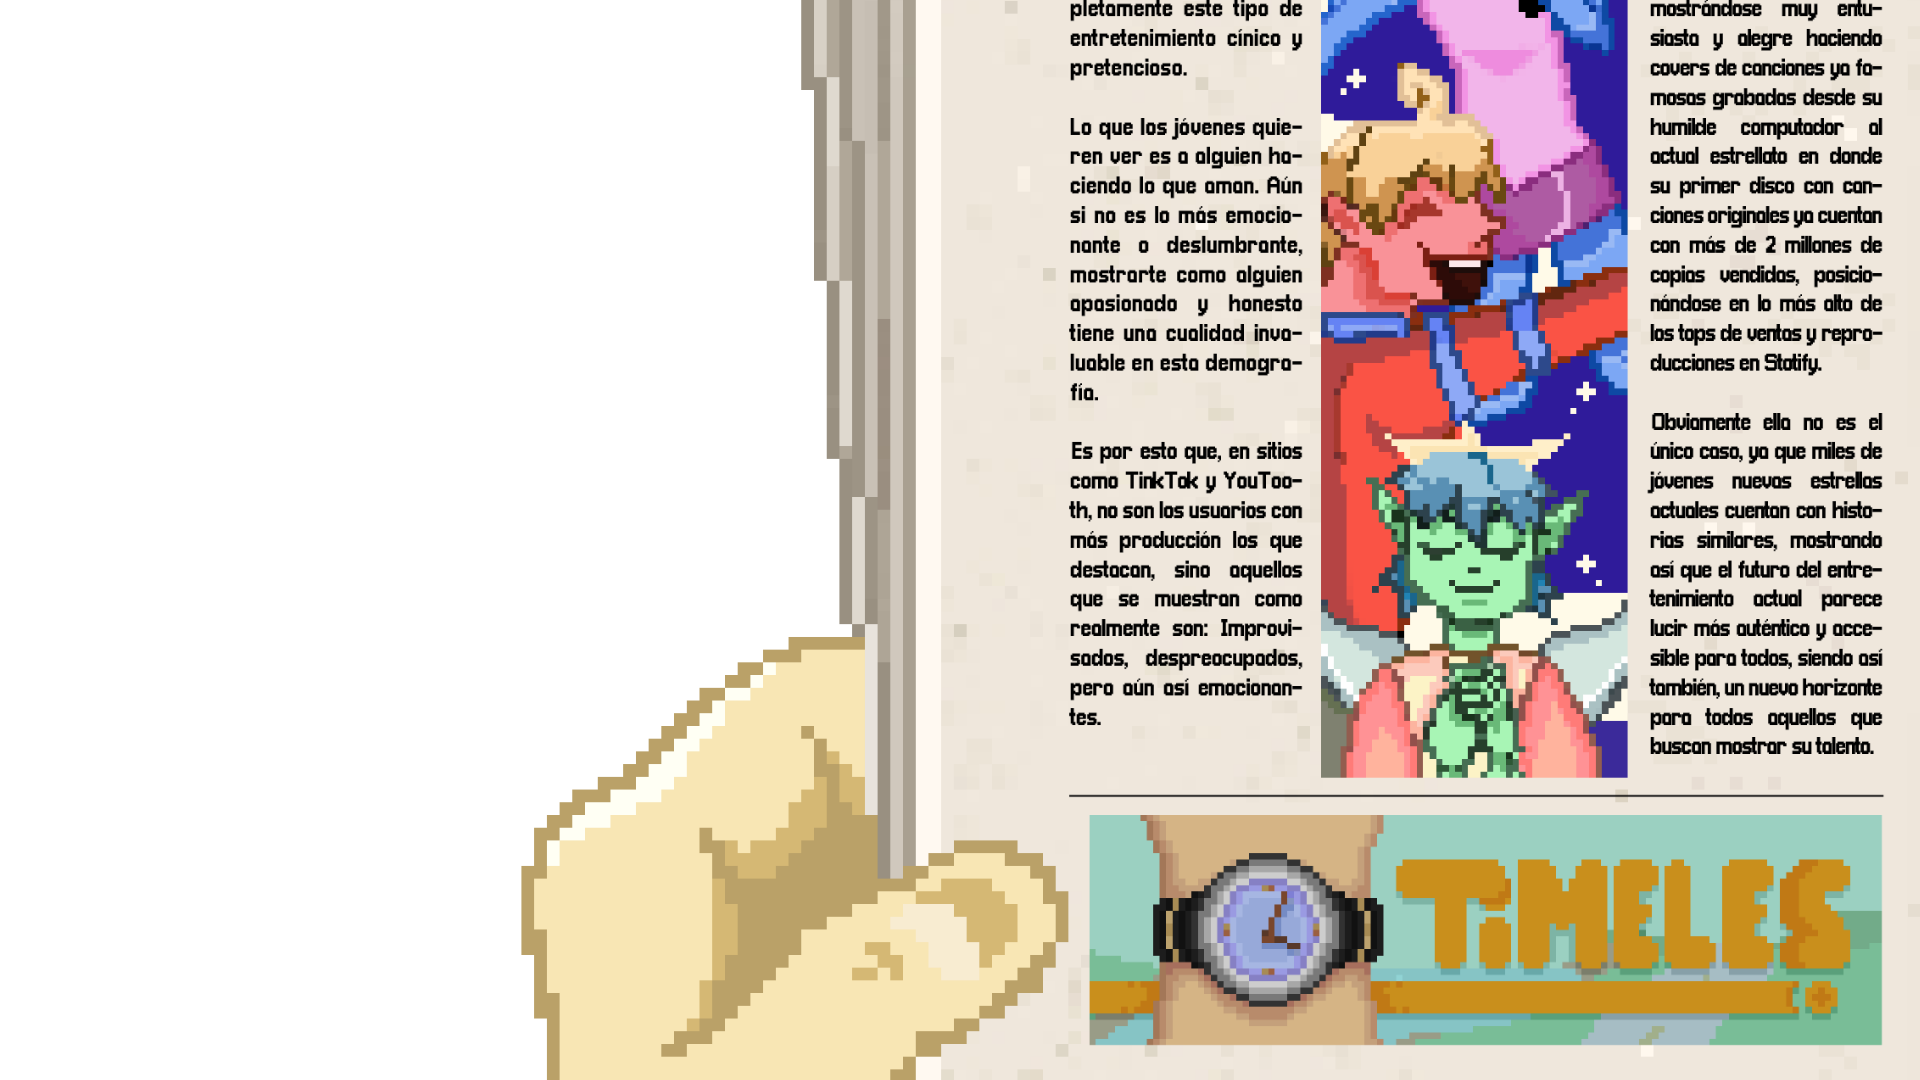 pletamente este tipo de
entretenimiento cínico y
pretencioso.
Lo que los jóvenes quie-
ren ver es a alguien ha-
ciendo lo que aman. Aún
si no es lo más emocio-
nante o deslumbrante,
mostrarte como alguien
apasionado y honesto
tiene una cualidad inva-
luable en esta demogra-
fía.
Es por esto que, en sitios
como TinkTok y YouToo-
th, no son los usuarios con
más producción los que
destacan, sino aquellos
que se muestran como
realmente son: Improvi-
sados, despreocupados,
pero aún así emocionan-
tes.
mostrándose muy entu-
siasta y alegre haciendo
covers de canciones ya fa-
mosas grabadas desde su
humilde computador al
actual estrellato en donde
su primer disco con can-
ciones originales ya cuentan
con más de 2 millones de
copias vendidas, posicio-
nándose en lo más alto de
los tops de ventas y repro-
ducciones en Statify.
Obviamente ella no es el
único caso, ya que miles de
jóvenes nuevas estrellas
actuales cuentan con histo-
rias similares, mostrando
así que el futuro del entre-
tenimiento actual parece
lucir más auténtico y acce-
sible para todos, siendo así
también, un nuevo horizonte
para todos aquellos que
buscan mostrar su talento.
TiMELES